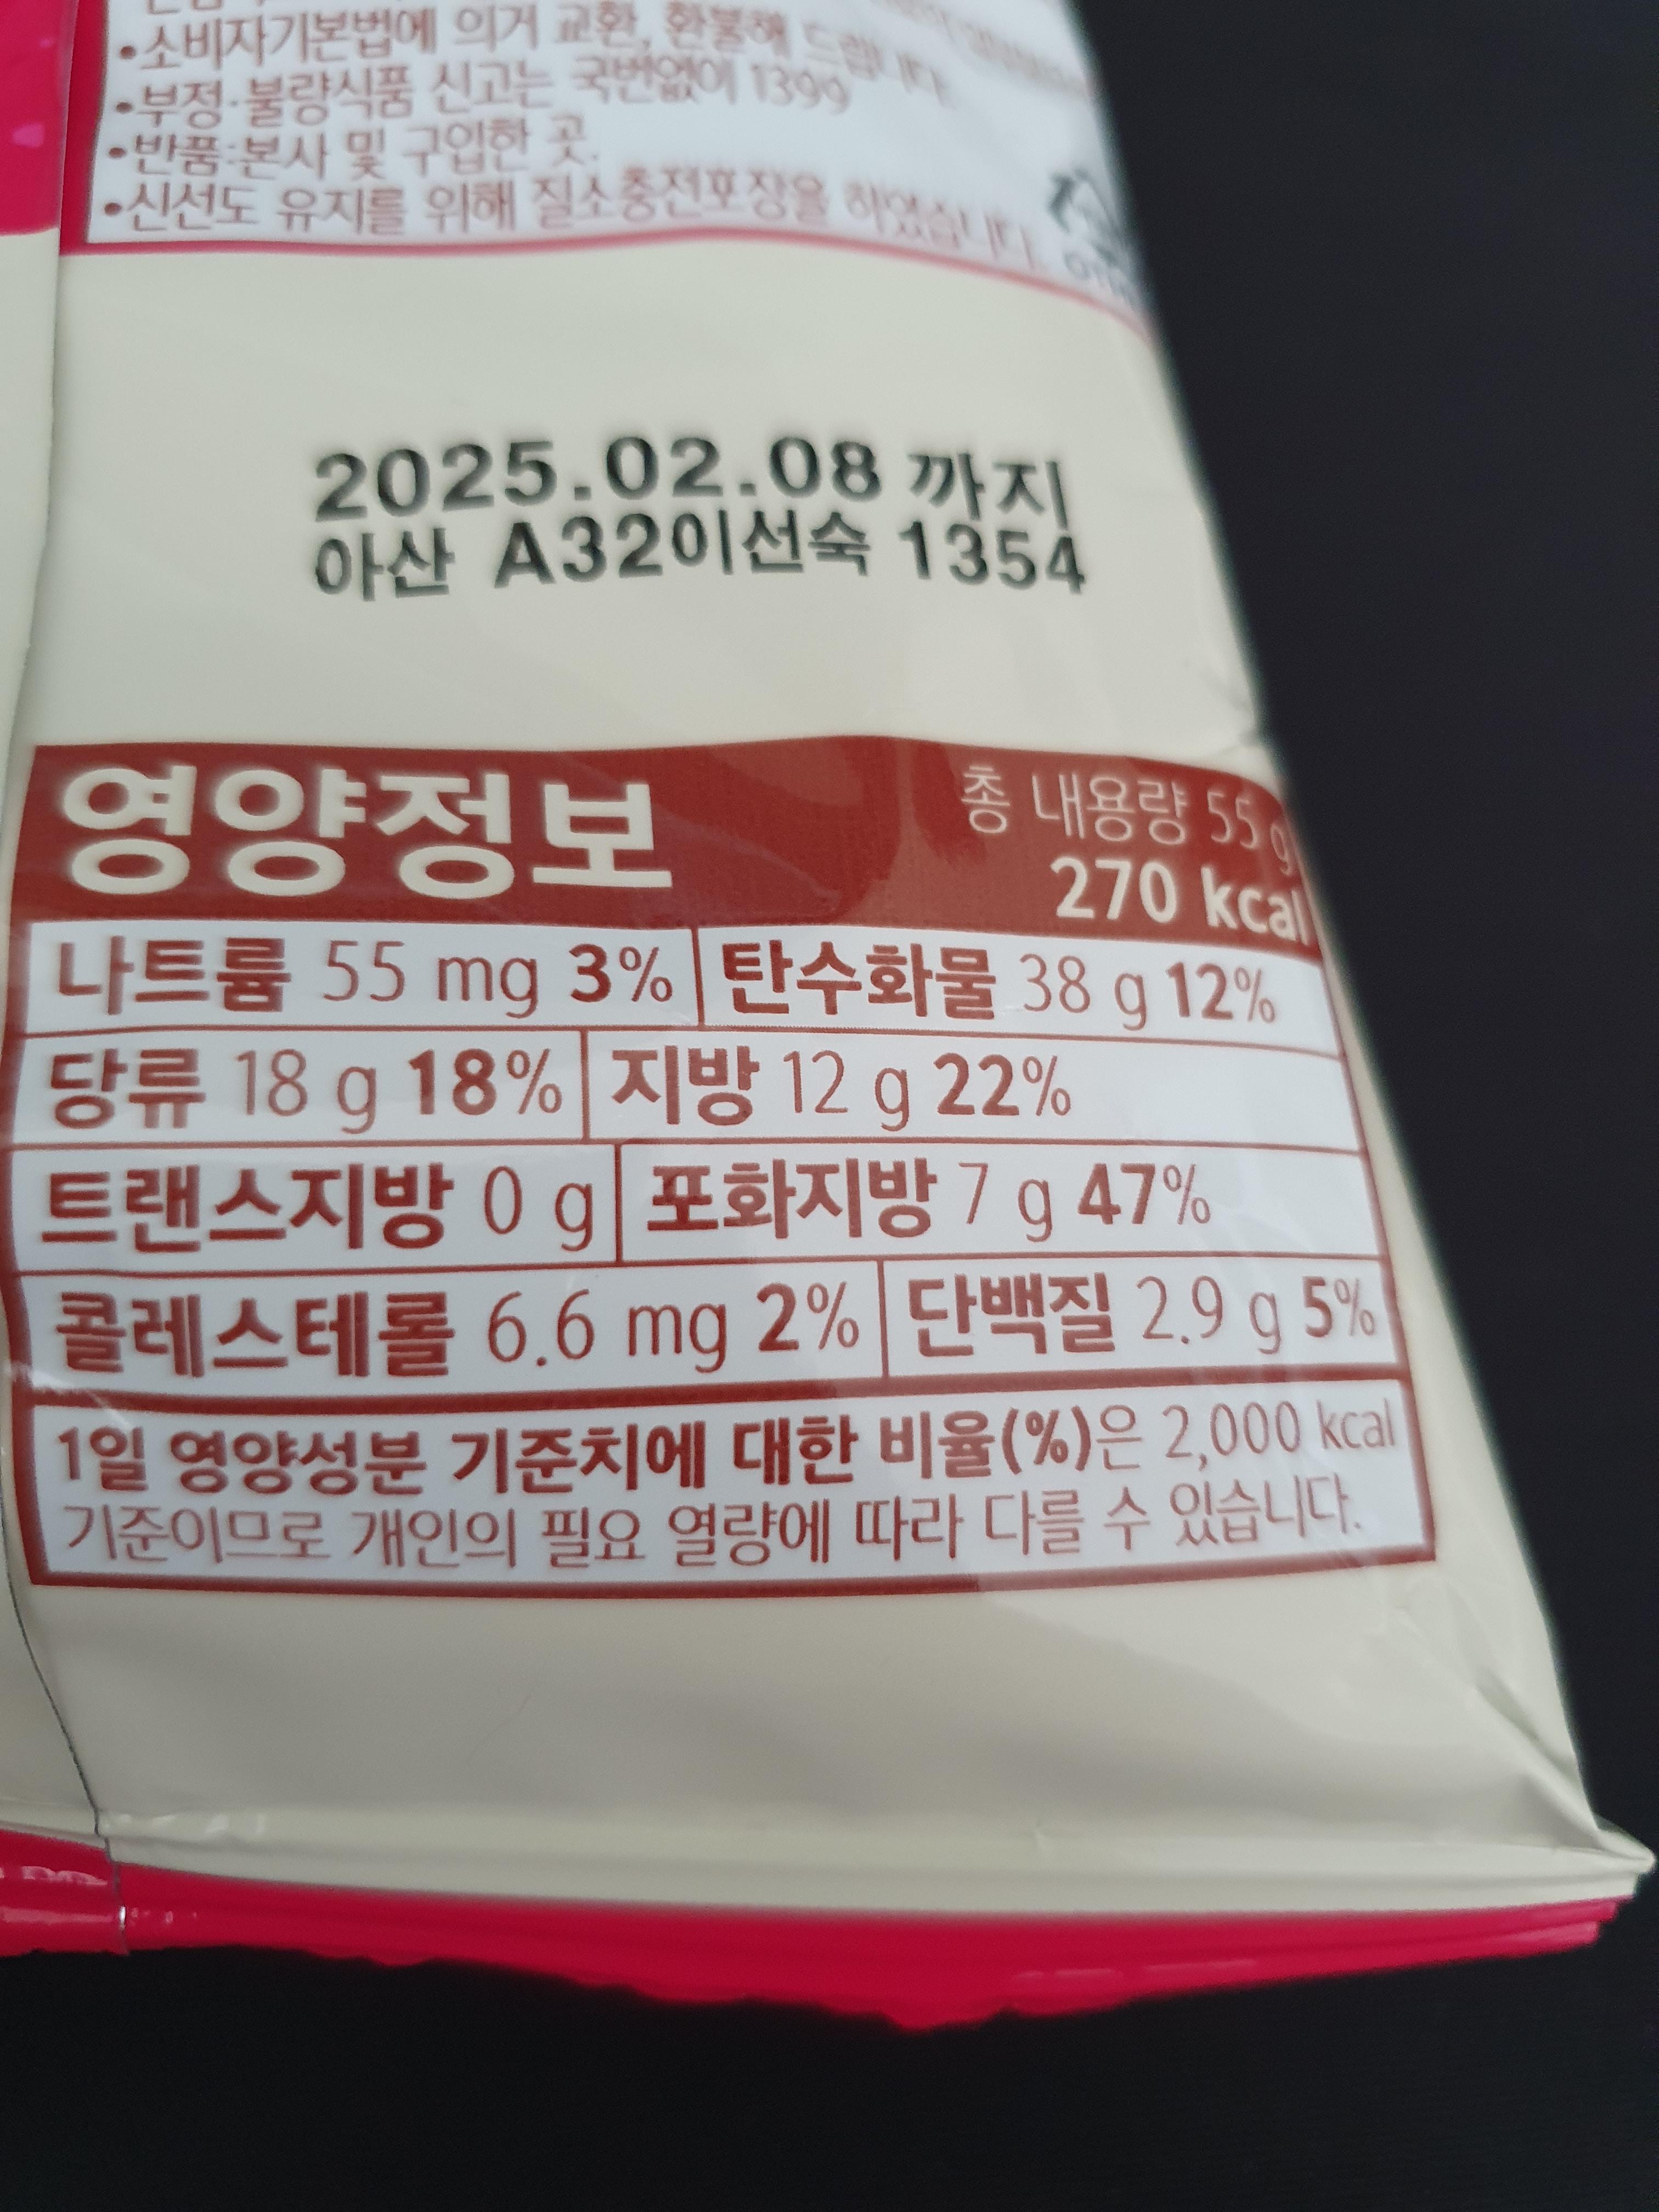 •소비자기본법에 의거 교환, 환불해 드립니다.
•부정·불량식품 신고는 국번없이 1399
•반품:본사 및 구입한 곳.
•신선도 유지를 위해 질소충전포장을 하였습니다.
2025.02.08 까지
아산 A32이선숙 1354
영양정보 총 내용량 55 g
270 kcal
나트륨 55 mg 3% 탄수화물 38 g 12%
당류 18 g 18% 지방 12 g 22%
트랜스지방 0 g 포화지방 7 g 47%
콜레스테롤 6.6 mg 2% 단백질 2.9 g 5%
1일 영양성분 기준치에 대한 비율(%)은 2,000 kcal
기준이므로 개인의 필요 열량에 따라 다를 수 있습니다.